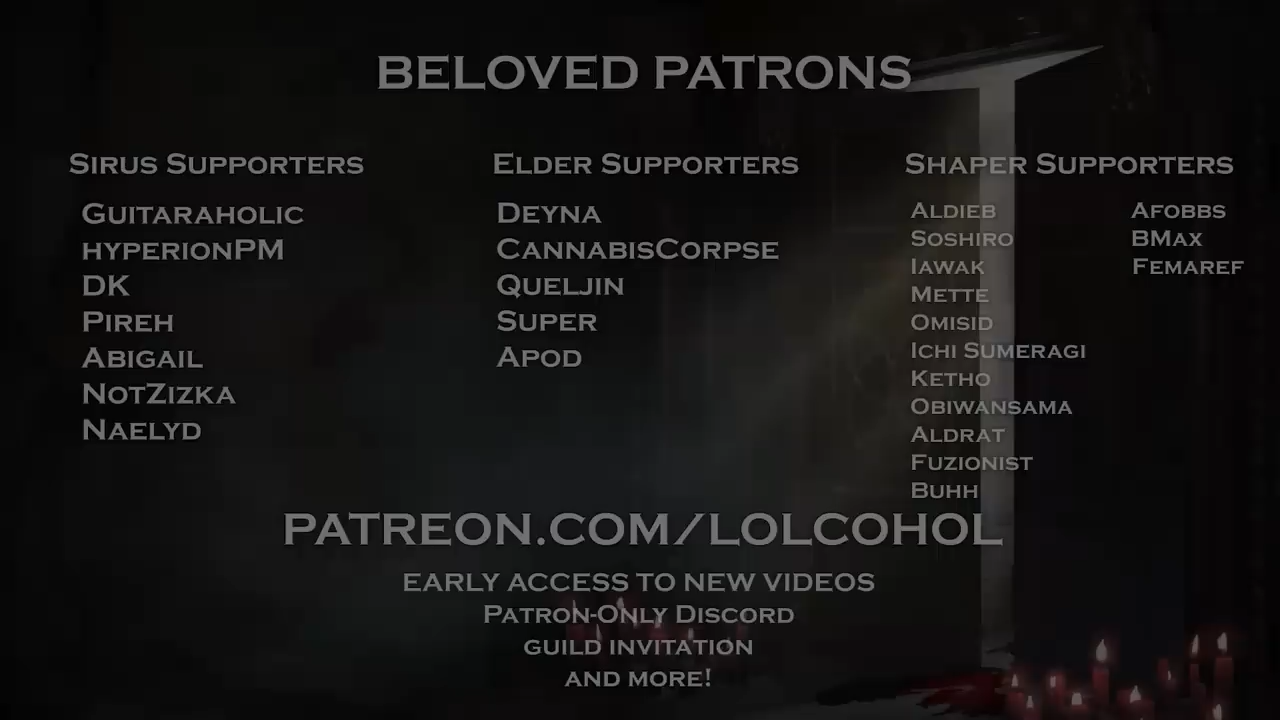 BELOVED PATRONS
SIRUS SUPPORTERS
GUITARAHOLIC
HYPERIONPM
DK
PIREH
ABIGAIL
NOTZIZKA
NAELYD
ELDER SUPPORTERS
DEYNA
CANNABISCORPSE
QUELJIN
SUPER
APOD
SHAPER SUPPORTERS
ALDIEB
SOSHIRO
IAWAK
METTE
OMISID
ICHI SUMERAGI
KETHO
OBIWANSAMA
ALDRAT
FUZIONIST
BUHH
AFOBBS
BMAX
FEMAREF
PATREON.COM/LOLCOHOL
EARLY ACCESS TO NEW VIDEOS
PATRON-ONLY DISCORD
GUILD INVITATION
AND MORE!